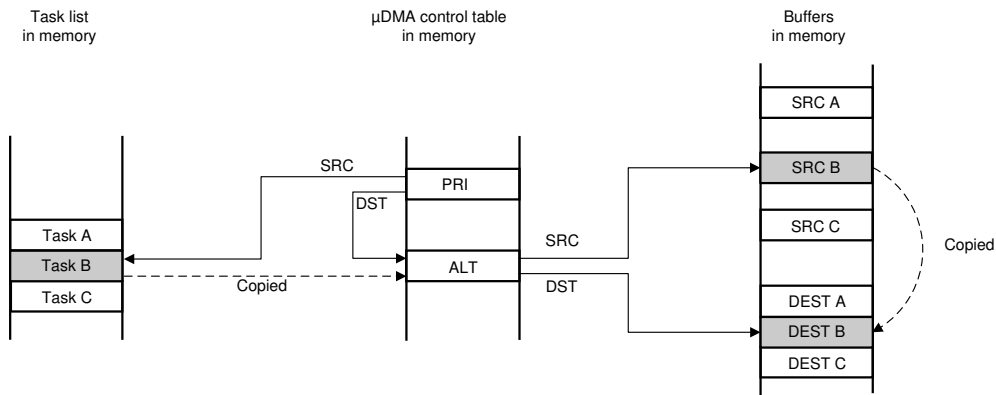 Task list
in memory
µDMA control table
in memory
Buffers
in memory
SRC A
SRC
PRI
SRC B
DST
Task A
SRC C
Task B
SRC
Copied
ALT
Copied
DST
Task C
DEST A
DEST B
DEST C